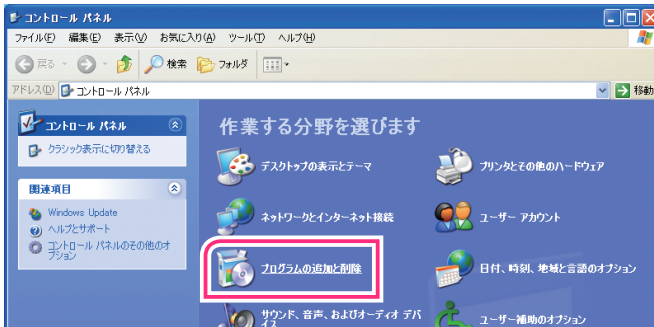 コントロール パネル
ファイル(F) 編集(E) 表示(V) お気に入り(A) ツール(T) ヘルプ(H)
戻る 検索 フォルダ
アドレス(D) コントロール パネル 移動
コントロール パネル
クラシック表示に切り替える
関連項目
Windows Update
ヘルプとサポート
コントロール パネルのその他のオ
プション
作業する分野を選びます
デスクトップの表示とテーマ
プリンタとその他のハードウェア
ネットワークとインターネット接続
ユーザー アカウント
プログラムの追加と削除
日付、時刻、地域と言語のオプション
サウンド、音声、およびオーディオ デバ
イス
ユーザー補助のオプション